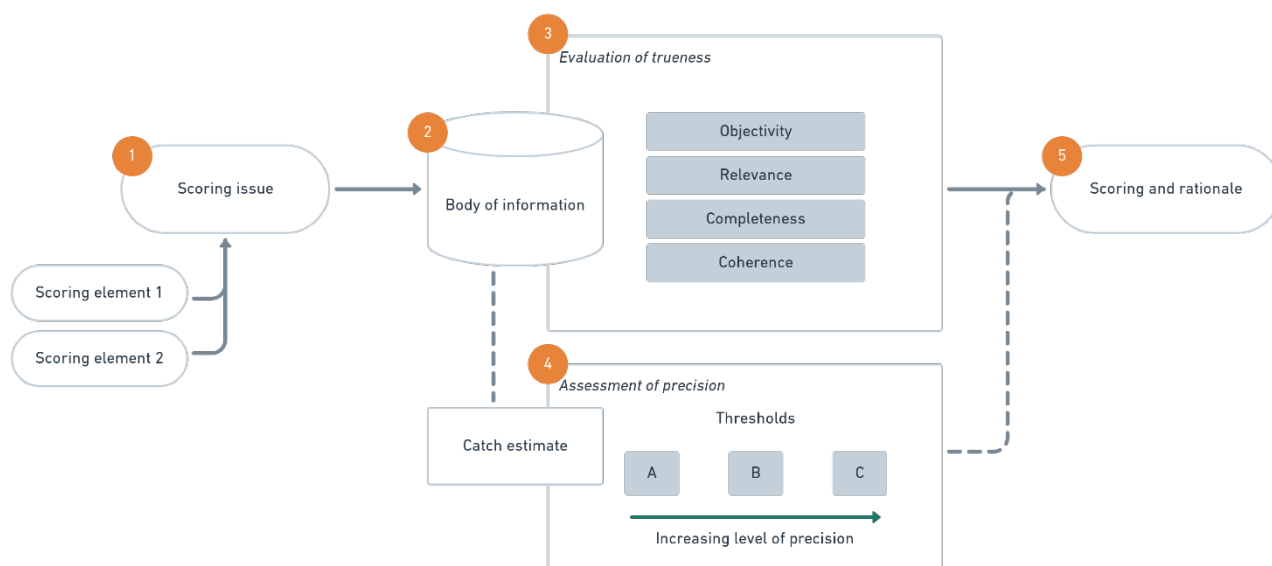 3
Evaluation of trueness
2
Objectivity
1
5
Relevance
Scoring issue
Body of information
Scoring and rationale
Completeness
Coherence
Scoring element 1
Scoring element 2
4
Assessment of precision
Thresholds
Catch estimate
A
B
C
Increasing level of precision